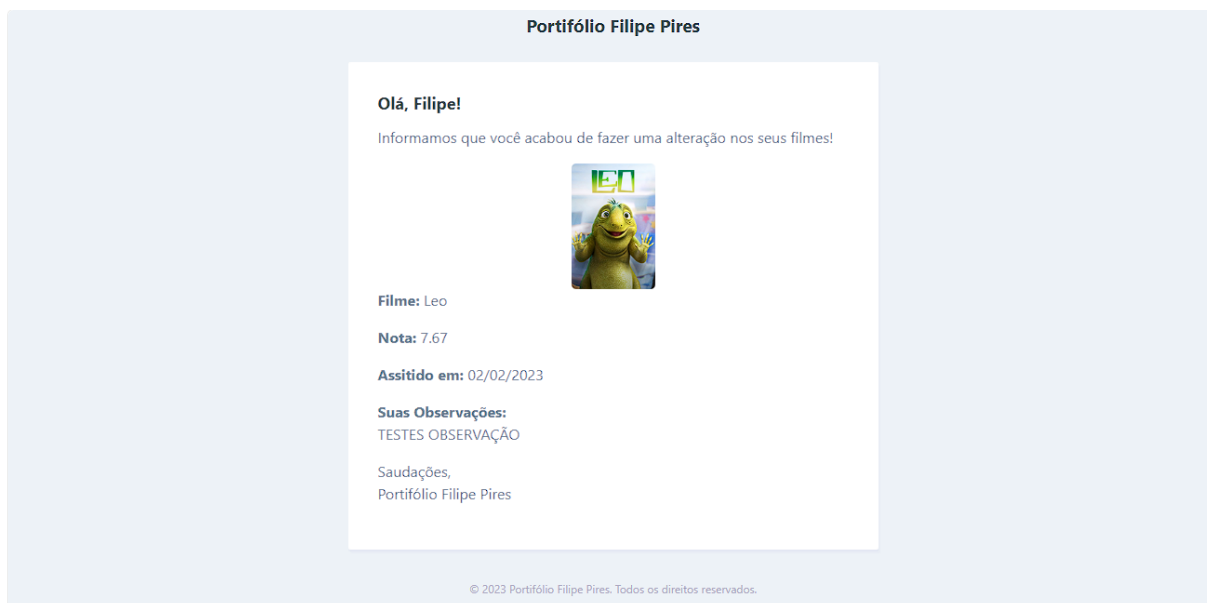 Portifólio Filipe Pires
Olá, Filipe!
Informamos que você acabou de fazer uma alteração nos seus filmes!
LEO
Filme: Leo
Nota: 7.67
Assitido em: 02/02/2023
Suas Observações:
TESTES OBSERVAÇÃO
Saudações,
Portifólio Filipe Pires
© 2023 Portifólio Filipe Pires. Todos os direitos reservados.